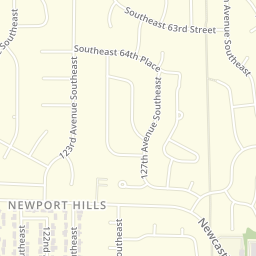 Southeast 63rd Street
Southeast 64th Place
Southeast
123rd Avenue Southeast
127th Avenue Southeast
Avenue Southeast
NEWPORT HILLS
Southeast
122nd
Southeast